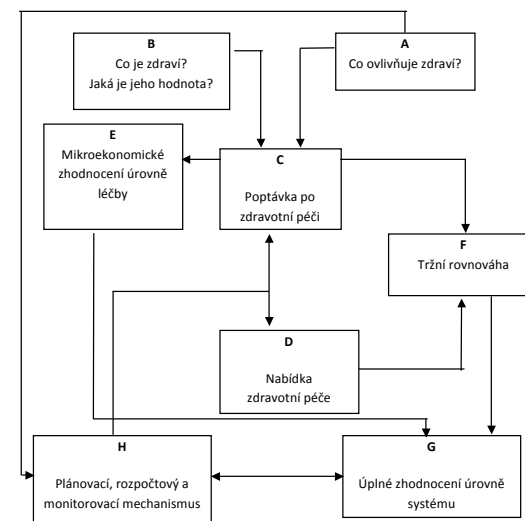 B
Co je zdraví?
Jaká je jeho hodnota?
A
Co ovlivňuje zdraví?
E
Mikroekonomické
zhodnocení úrovně
léčby
C
Poptávka po
zdravotní péči
F
Tržní rovnováha
D
Nabídka
zdravotní péče
H
Plánovací, rozpočtový a
monitorovací mechanismus
G
Úplné zhodnocení úrovně
systému